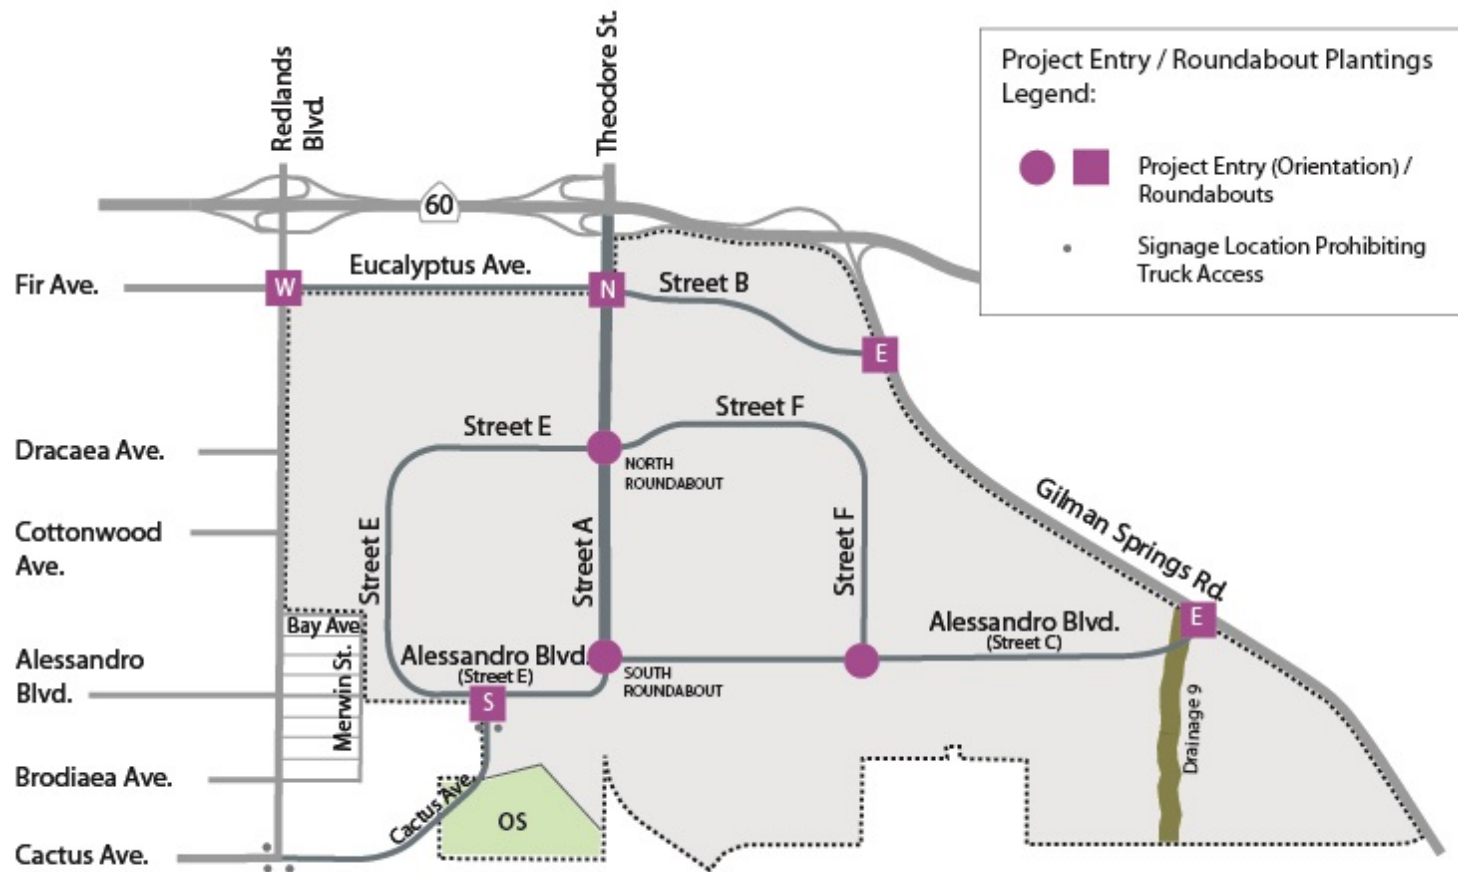 Redlands
Blvd.
Theodore St.
Project Entry / Roundabout Plantings
Legend:
Project Entry (Orientation) /
Roundabouts
Signage Location Prohibiting
Truck Access
60
Fir Ave.
W
Eucalyptus Ave.
N
Street B
E
Street E
Street F
Dracaea Ave.
NORTH
ROUNDABOUT
Cottonwood
Ave.
Street E
Street A
Street F
Gilman Springs Rd.
Bay Ave
Merwin St.
Alessandro
Blvd.
Alessandro Blvd.
(Street E)
S
SOUTH
ROUNDABOUT
Alessandro Blvd.
(Street C)
E
Drainage 9
Brodiaea Ave.
Cactus Ave.
OS
Cactus Ave.